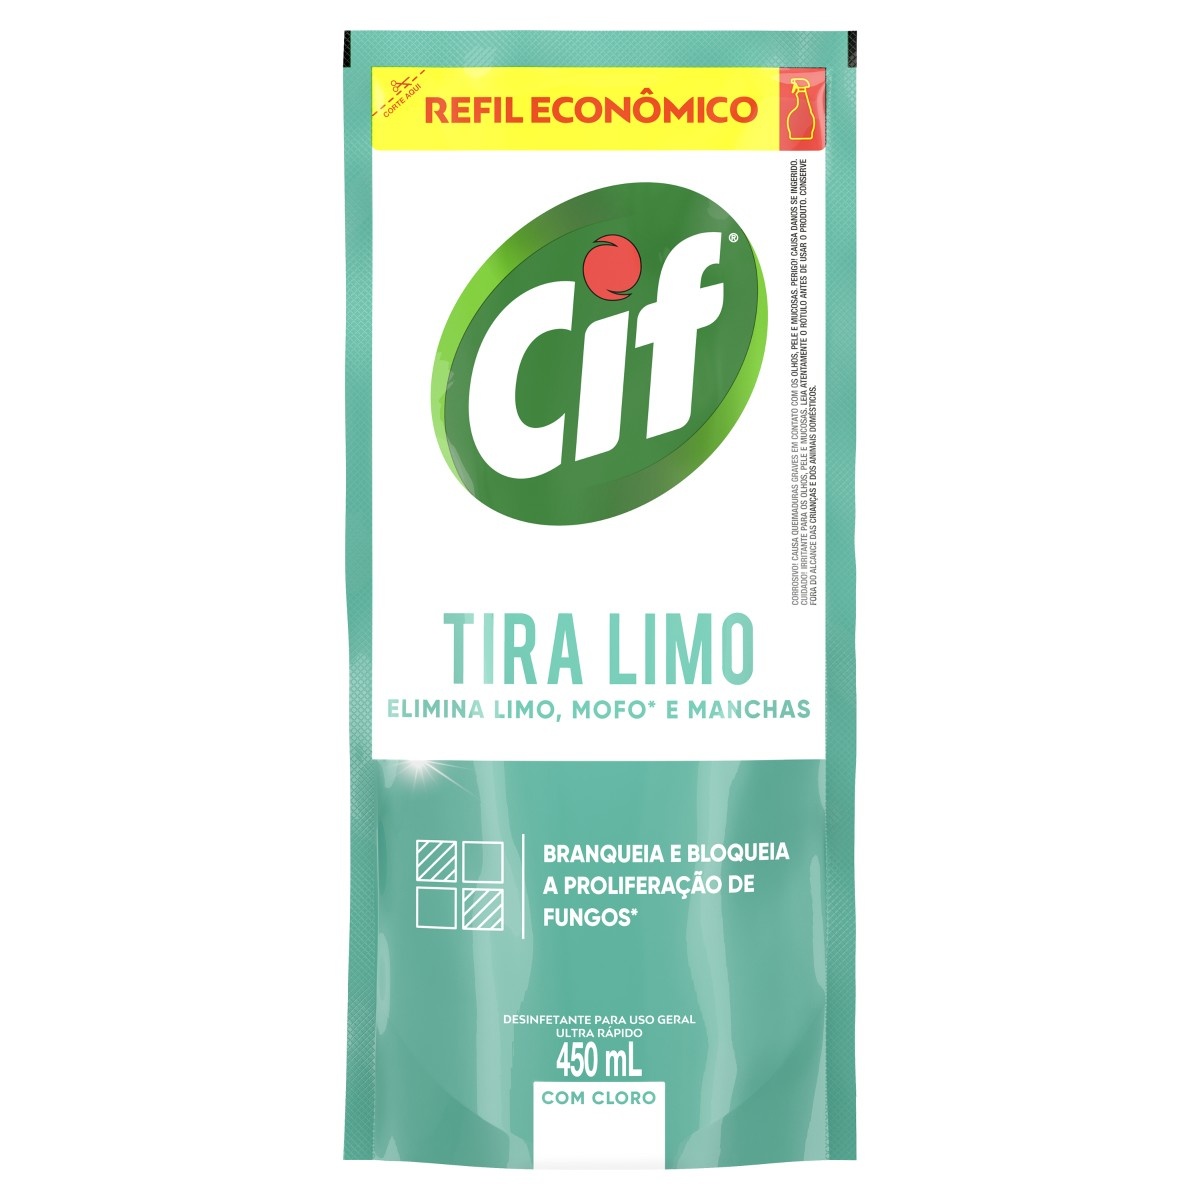 CORTE AQUI
REFIL ECONÔMICO
Cif®
CORROSIVO! CAUSA QUEIMADURAS GRAVES EM CONTATO COM OS OLHOS, PELE E MUCOSAS. PERIGO! CAUSA DANOS SE INGERIDO.
CUIDADO! IRRITANTE PARA OS OLHOS, PELE E MUCOSAS. LEIA ATENTAMENTE O RÓTULO ANTES DE USAR O PRODUTO. CONSERVE
FORA DO ALCANCE DAS CRIANÇAS E DOS ANIMAIS DOMÉSTICOS.
TIRA LIMO
ELIMINA LIMO, MOFO* E MANCHAS
BRANQUEIA E BLOQUEIA
A PROLIFERAÇÃO DE
FUNGOS*
DESINFETANTE PARA USO GERAL
ULTRA RÁPIDO
450 mL
COM CLORO